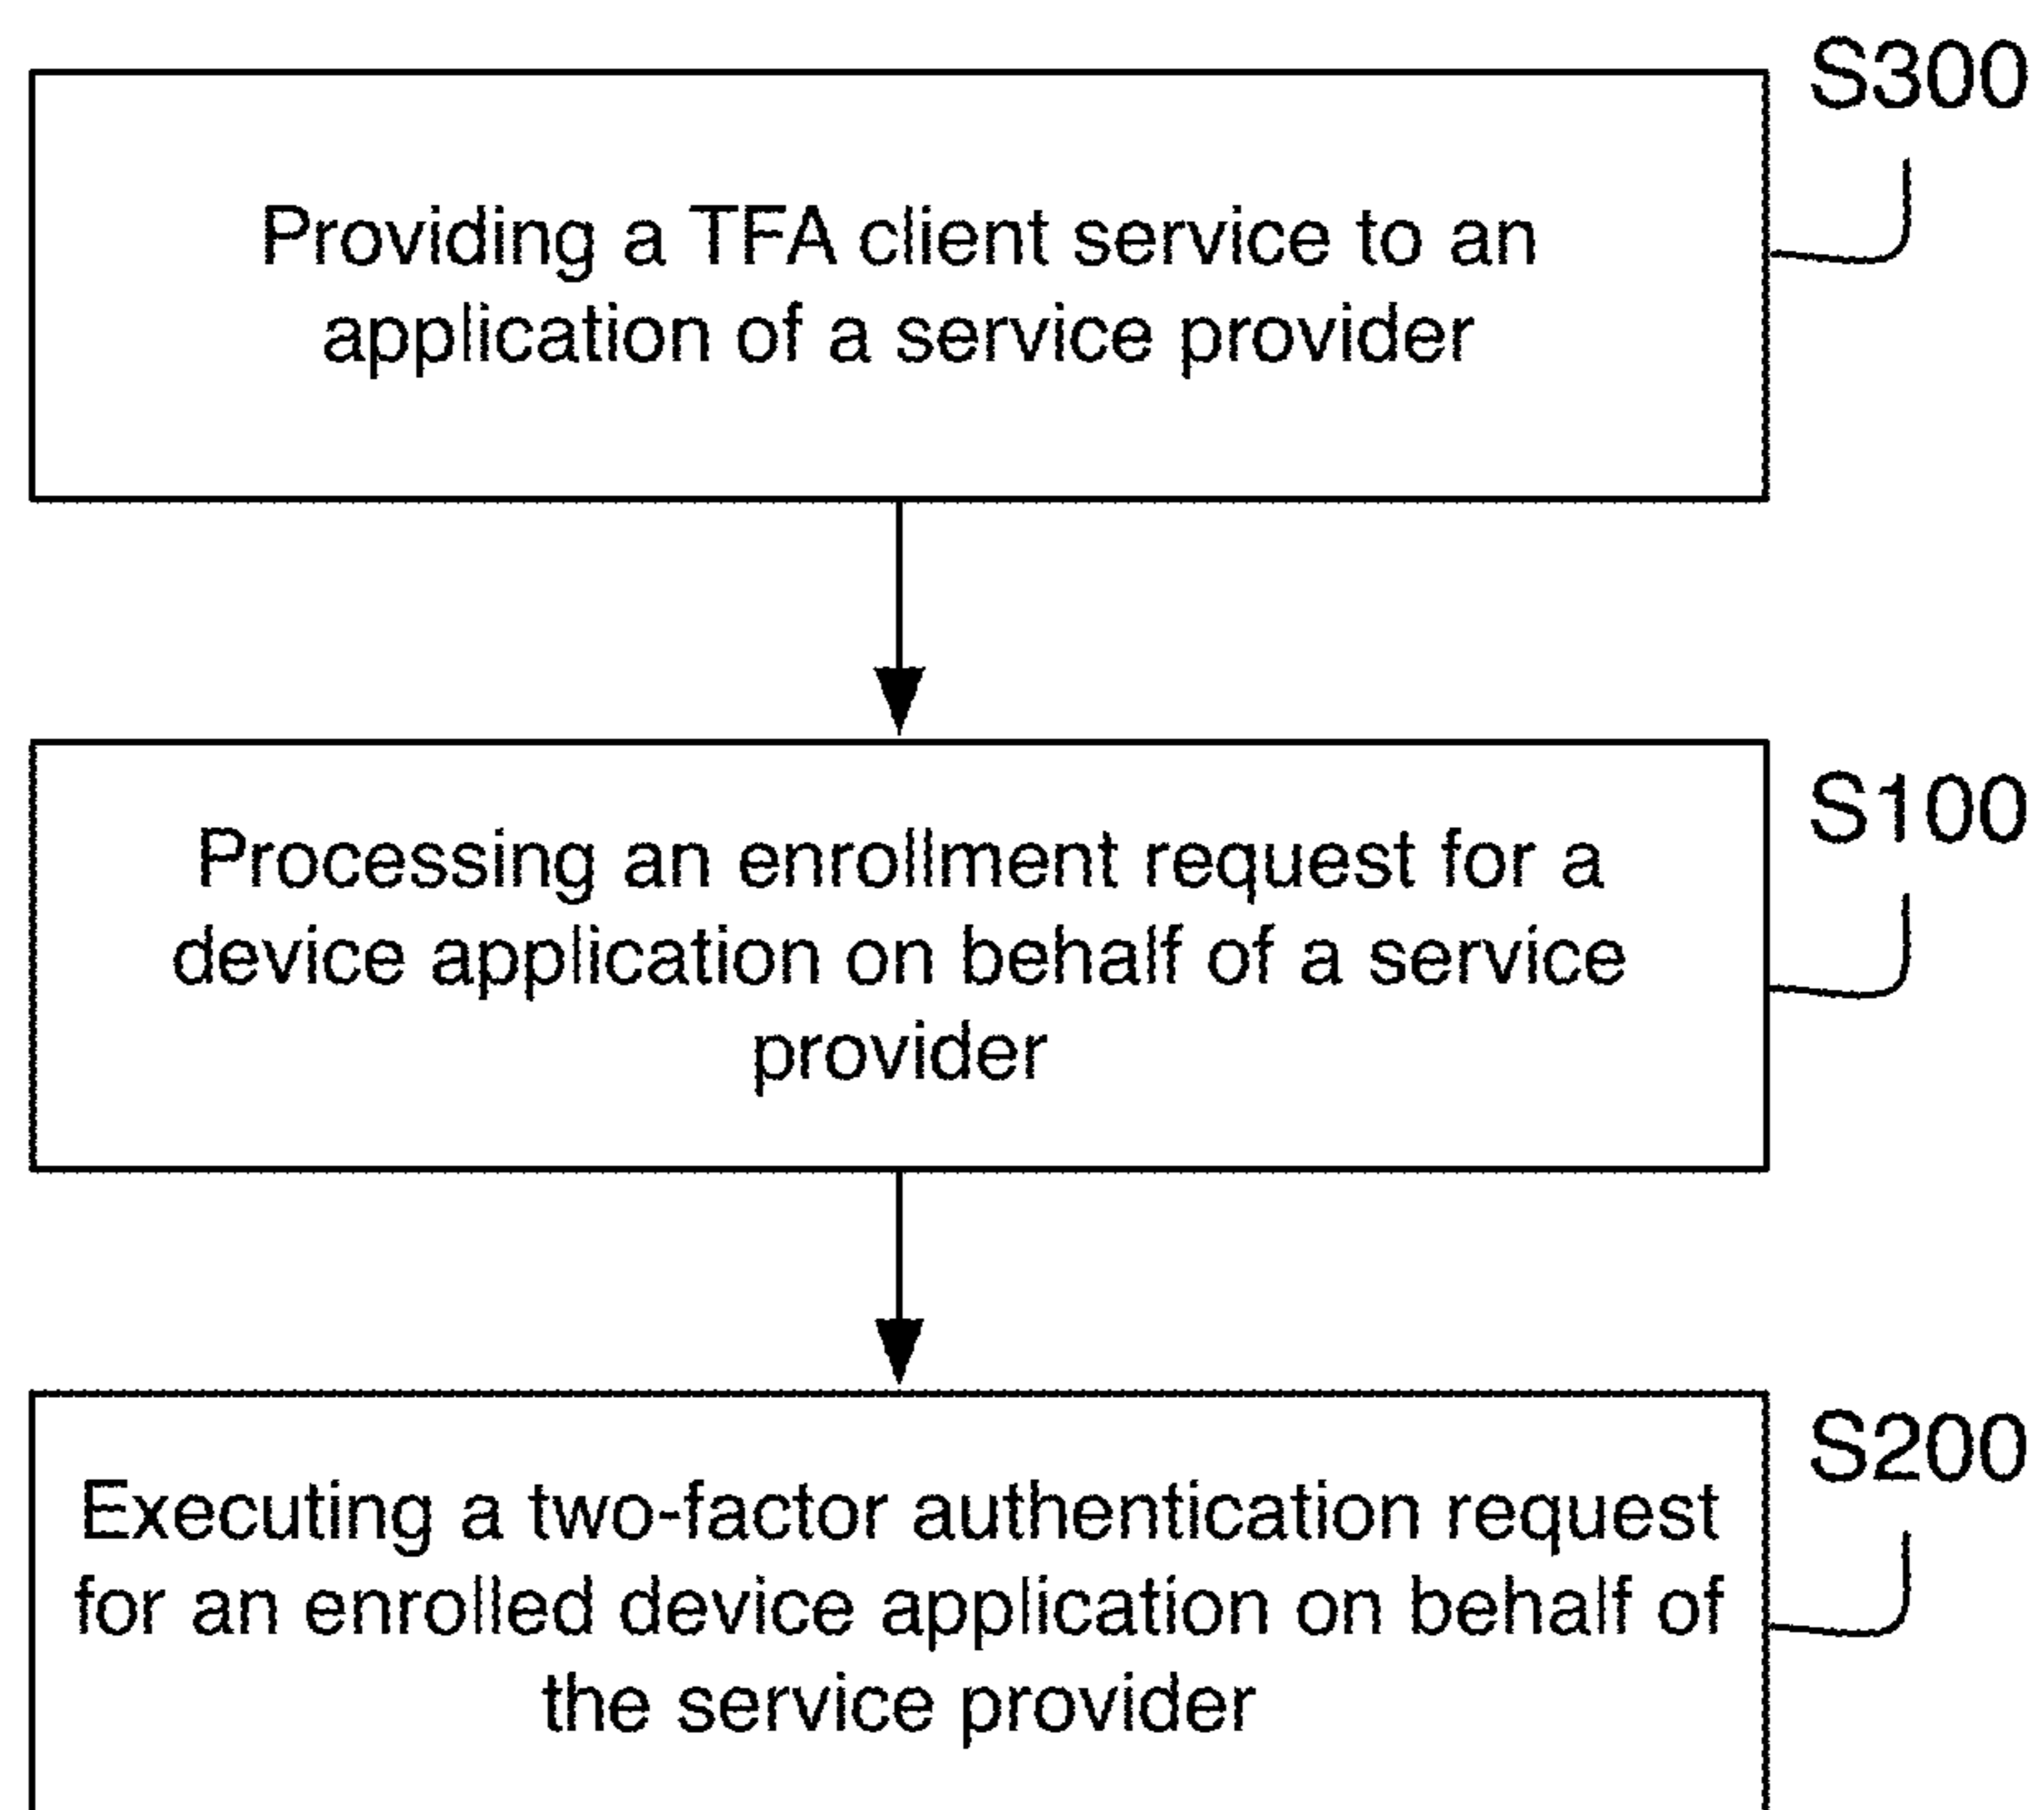 S300
Providing a TFA client service to an
application of a service provider
S100
Processing an enrollment request for a
device application on behalf of a service
provider
S200
Executing a two-factor authentication request
for an enrolled device application on behalf of
the service provider